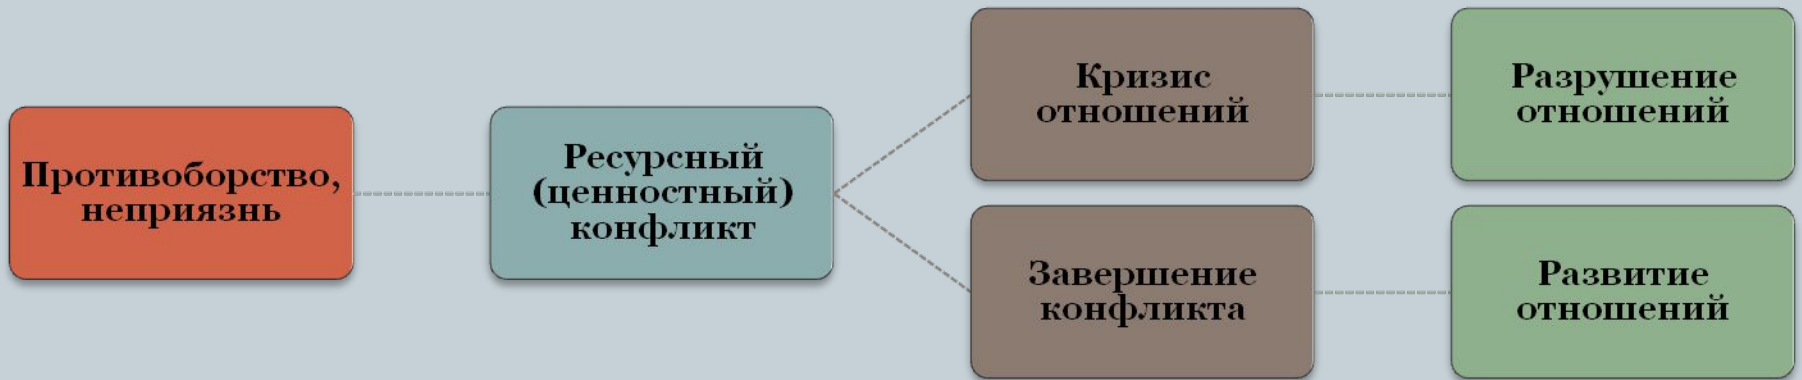 Противоборство,
неприязнь
Ресурсный
(ценностный)
конфликт
Кризис
отношений
Разрушение
отношений
Завершение
конфликта
Развитие
отношений